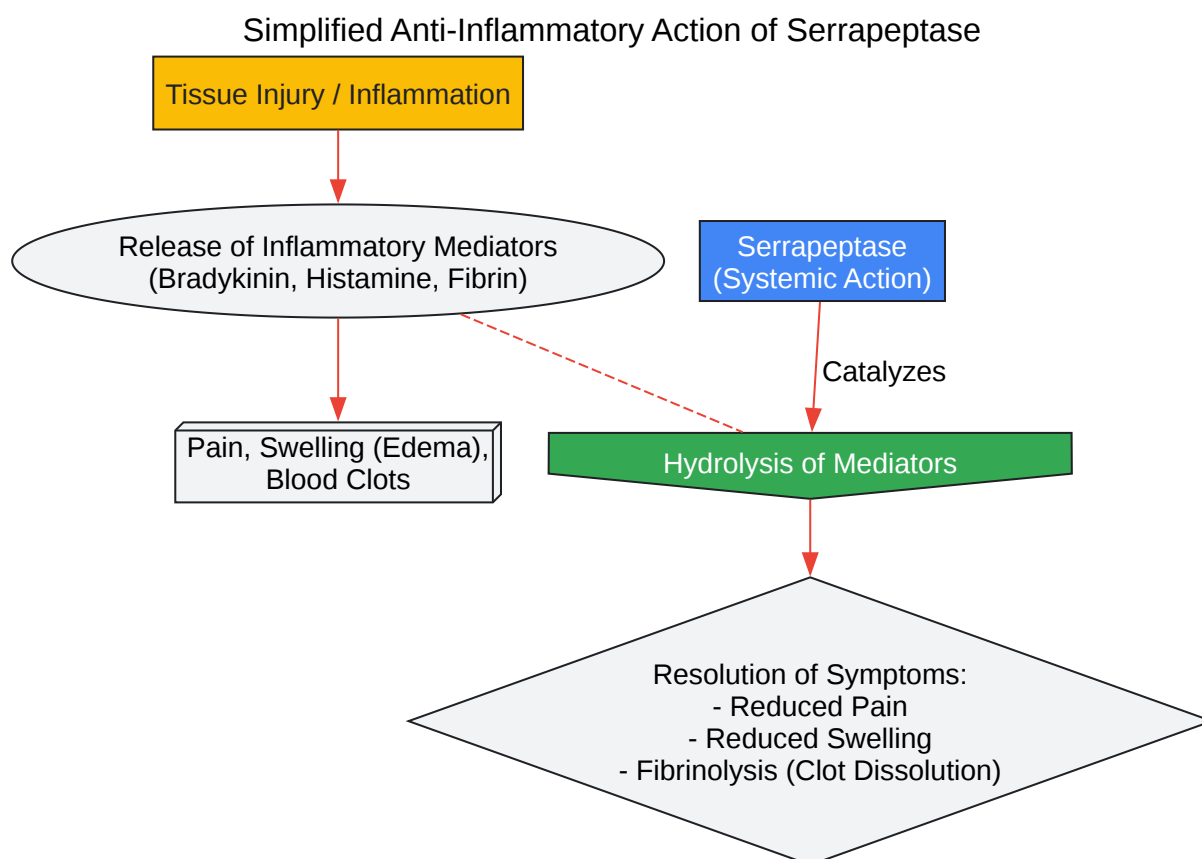 Simplified Anti-Inflammatory Action of Serrapeptase
Tissue Injury / Inflammation
Release of Inflammatory Mediators
(Bradykinin, Histamine, Fibrin)
Serrapeptase
(Systemic Action)
Catalyzes
Pain, Swelling (Edema),
Blood Clots
Hydrolysis of Mediators
Resolution of Symptoms:
- Reduced Pain
- Reduced Swelling
- Fibrinolysis (Clot Dissolution)